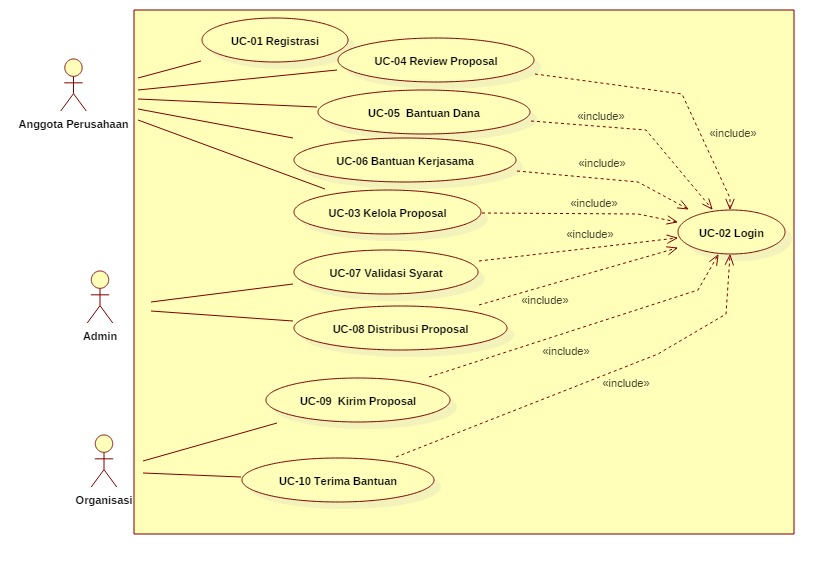 UC-01 Registrasi
UC-04 Review Proposal
Anggota Perusahaan
UC-05  Bantuan Dana
«include»
«include»
UC-06 Bantuan Kerjasama
«include»
«include»
UC-03 Kelola Proposal
UC-02 Login
«include»
UC-07 Validasi Syarat
«include»
Admin
UC-08 Distribusi Proposal
«include»
«include»
UC-09  Kirim Proposal
UC-10 Terima Bantuan
Organisasi